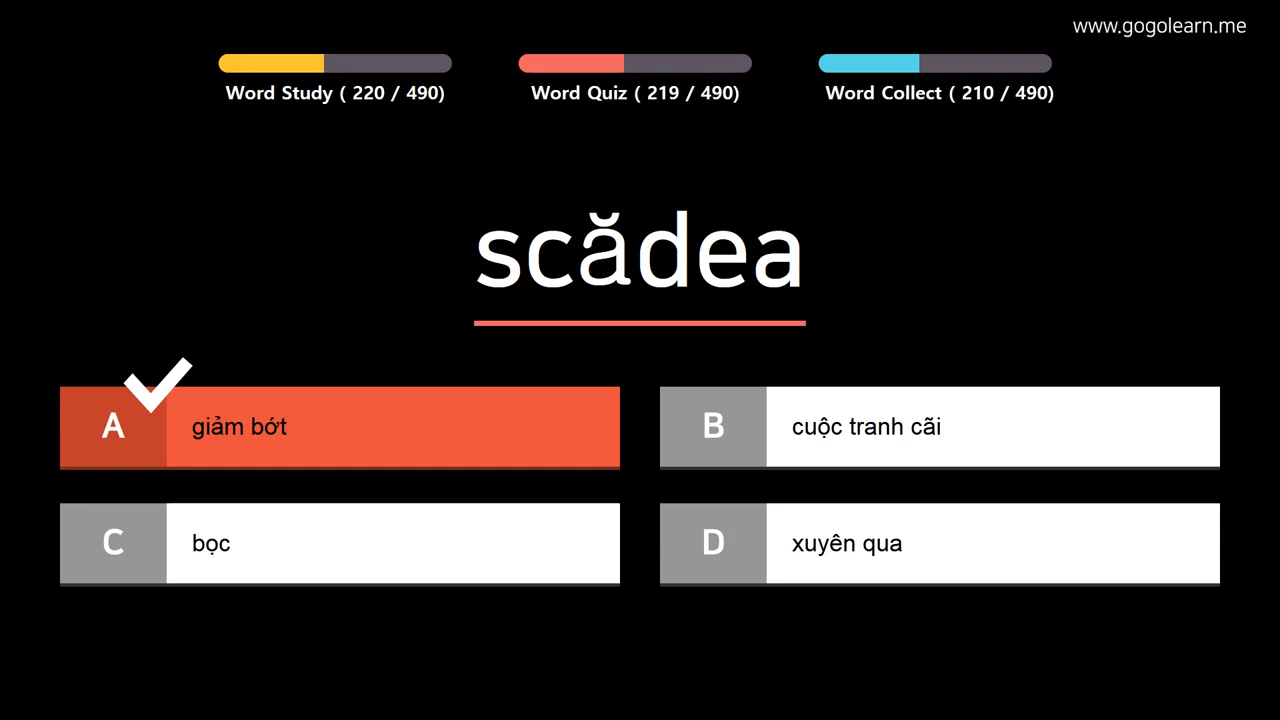 www.gogolearn.me
Word Study ( 220 / 490)
Word Quiz ( 219 / 490)
Word Collect ( 210 / 490)
scădea
A giảm bớt
B cuộc tranh cãi
C bọc
D xuyên qua